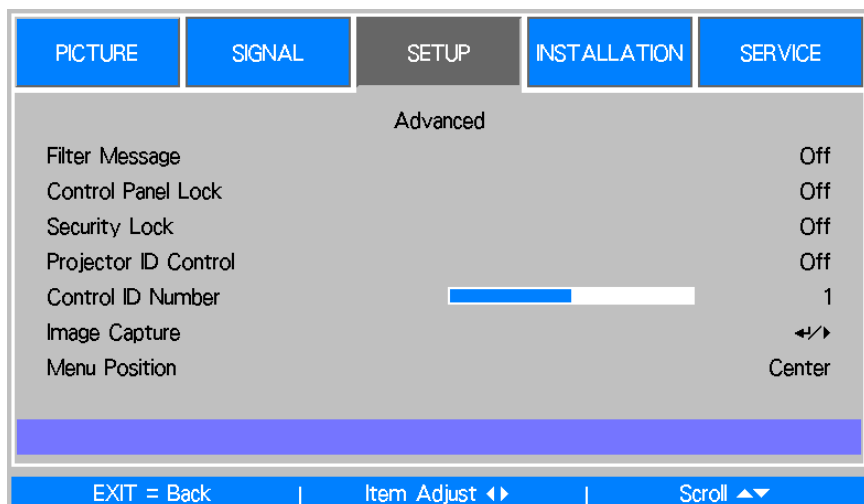 PICTURE SIGNAL SETUP INSTALLATION SERVICE
Advanced
Filter Message Off
Control Panel Lock Off
Security Lock Off
Projector ID Control Off
Control ID Number 1
Image Capture ↵/▶
Menu Position Center
EXIT = Back | Item Adjust ◀▶ | Scroll ▲▼